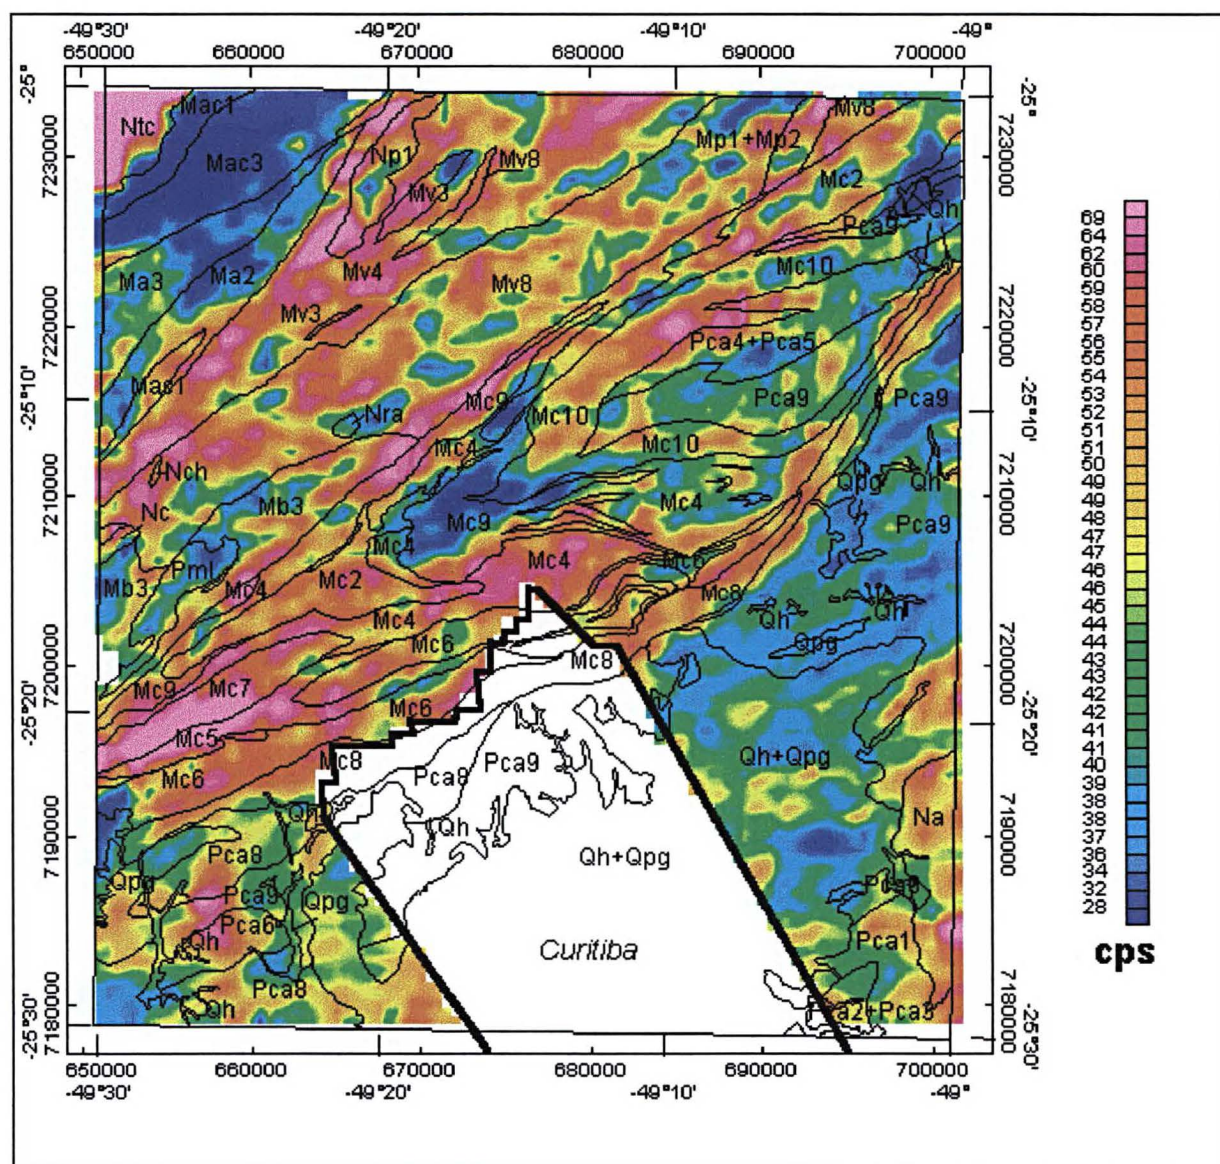 -49°30' -49°20' -49°10' -49°
650000 660000 670000 680000 690000 700000
-25° -25°
7230000 7230000
Mac1 Mv8
Ntc
Mp1+Mp2
Mac3 Np1 Mv8
Mv3 Mc2
Qh
Pca9
Ma3 Ma2 Mv4 Mc10
Mv8
Mv3
7220000 7220000
Pca4+Pca5
Mac1 Mc9 Pca9 Pca9
Nra Mc10
-25°10' -25°10'
Mc4 Mc10
Nch Qpg Qh
7210000 7210000
Nc Mb3 Mc4
Mc9 Pca9
Mc4
Pml Mc4 Mc6
Mb3 Mc4 Mc2 Mc8
Qh Qh
Mc4
Mc6 Qpg
Mc8
7200000 7200000
Mc9 Mc7
Mc6
-25°20' -25°20'
Mc5
Mc6 Mc8 Pca8 Pca9 Qh+Qpg
Qh Na
7190000 7190000
Qh
Pca8 Qh+Qpg
Qpg Pca9 Qpg
Pca6
Qh Pca1
Curitiba
Pca8
Qh
7180000 7180000
-25°30' -25°30'
650000 660000 670000 680000 690000 700000
-49°30' -49°20' -49°10' -49°
69
64
62
60
59
58
57
56
55
54
53
52
51
50
49
49
48
47
46
46
45
44
44
43
42
42
41
41
40
39
38
38
37
36
34
32
28
cps